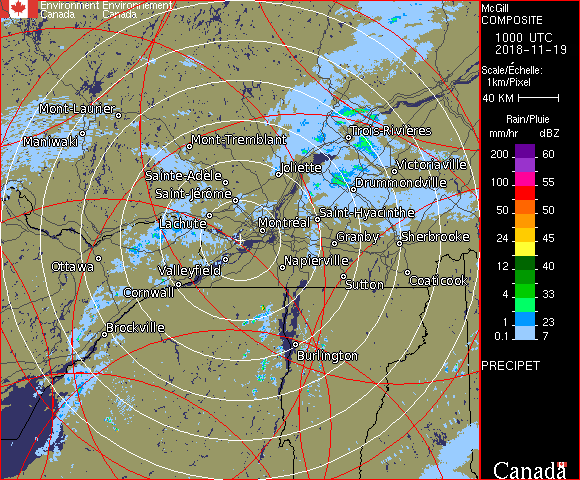 Environment Environnement
Canada Canada
McGill
COMPOSITE
1000 UTC
2018-11-19
Scale/Échelle:
1km/Pixel
40 KM
Rain/Pluie
mm/hr dBZ
200 60
100 55
50 50
24 45
12 40
4 33
1 23
0.1 7
PRECIPET
Canada
Mont-Laurier
Maniwaki
Mont-Tremblant
Trois-Rivières
Sainte-Adèle
Joliette
Victoriaville
Saint-Jérôme
Drummondville
Lachute
Saint-Hyacinthe
Montréal
Granby
Sherbrooke
Ottawa
Valleyfield
Napierville
Cornwall
Sutton
Coaticook
Brockville
Burlington